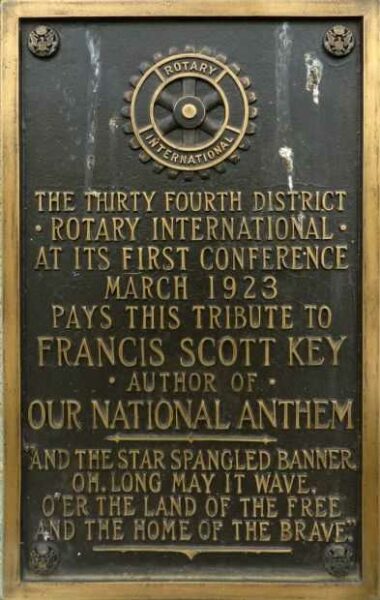 ROTARY
INTERNATIONAL
THE THIRTY FOURTH DISTRICT
· ROTARY INTERNATIONAL ·
AT ITS FIRST CONFERENCE
MARCH 1923
PAYS THIS TRIBUTE TO
FRANCIS SCOTT KEY
· AUTHOR OF ·
OUR NATIONAL ANTHEM
"AND THE STAR SPANGLED BANNER,
OH, LONG MAY IT WAVE,
O'ER THE LAND OF THE FREE
AND THE HOME OF THE BRAVE."